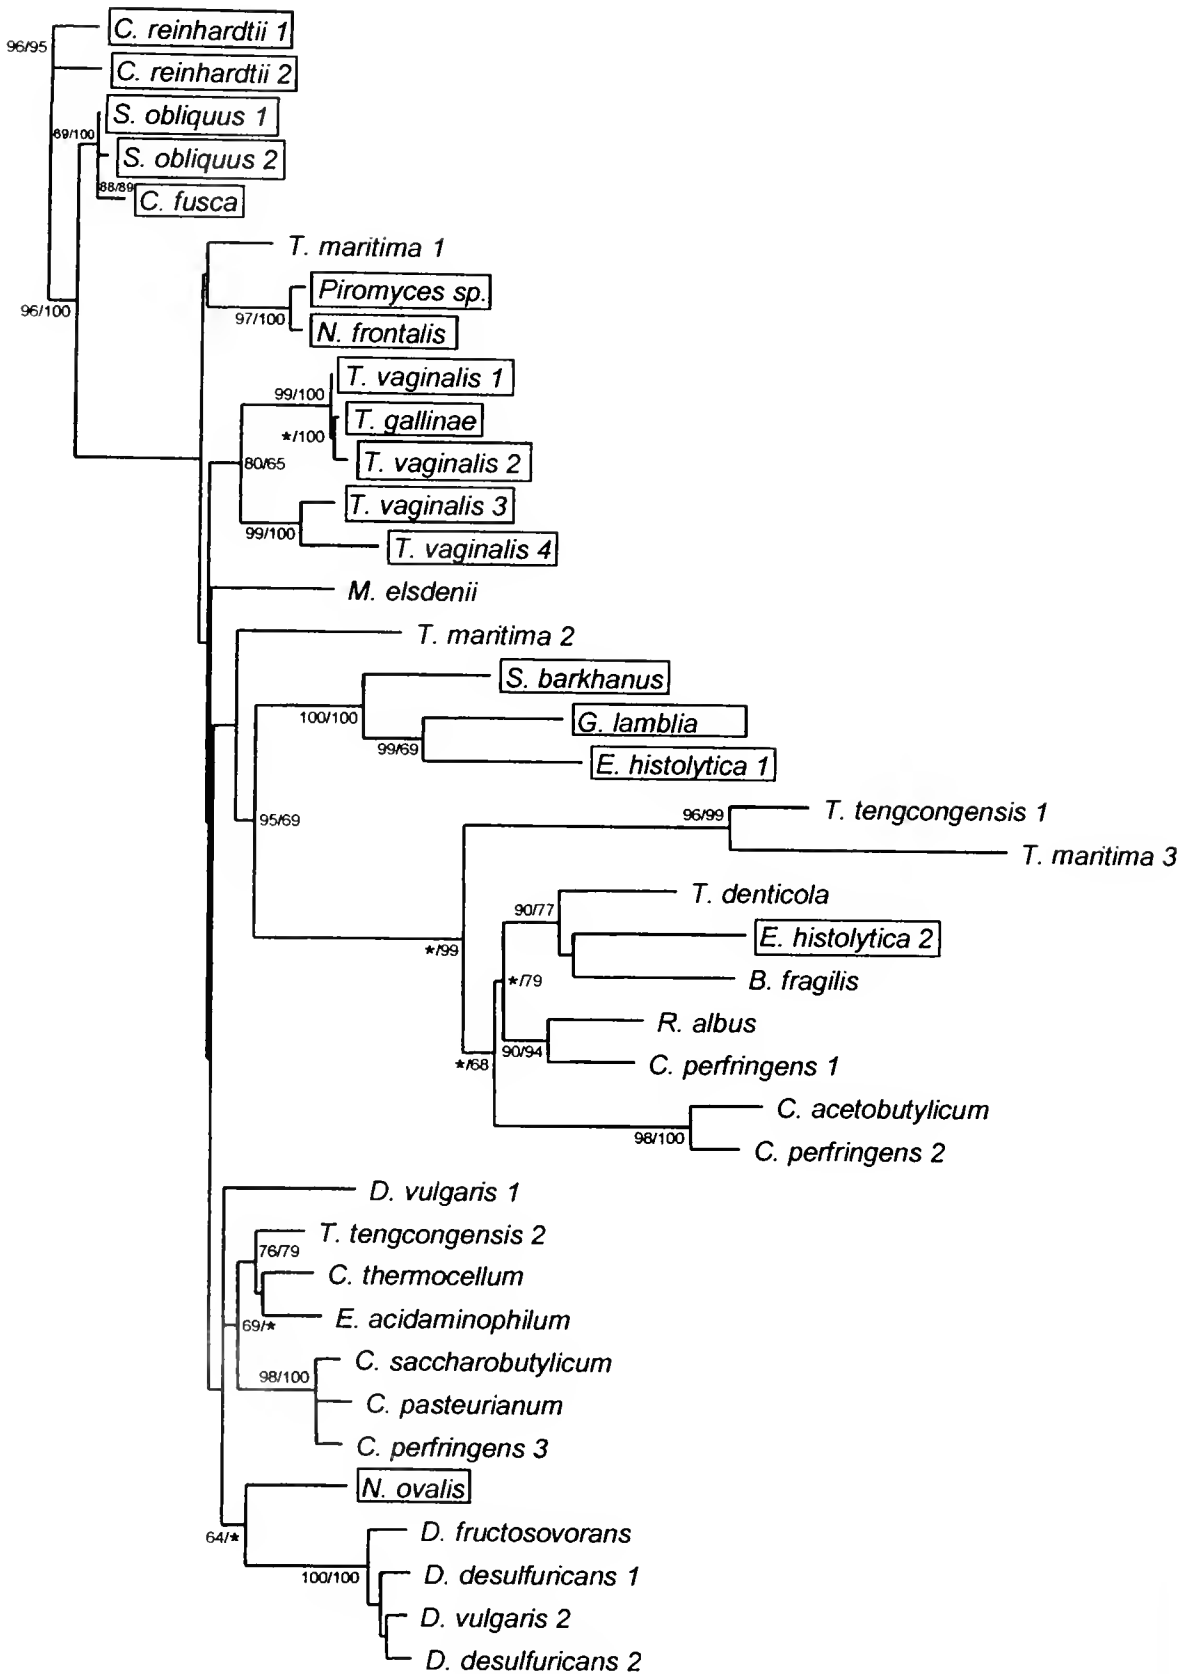 C. reinhardtii 1
96/95
C. reinhardtii 2
S. obliquus 1
69/100
S. obliquus 2
88/89
C. fusca
T. maritima 1
Piromyces sp.
96/100
97/100
N. frontalis
T. vaginalis 1
99/100
T. gallinae
*/100
T. vaginalis 2
80/65
T. vaginalis 3
99/100
T. vaginalis 4
M. elsdenii
T. maritima 2
S. barkhanus
100/100
G. lamblia
99/69
E. histolytica 1
T. tengcongensis 1
96/99
95/69
T. maritima 3
T. denticola
90/77
E. histolytica 2
*/99
B. fragilis
*/79
R. albus
90/94
C. perfringens 1
*/68
C. acetobutylicum
98/100
C. perfringens 2
D. vulgaris 1
T. tengcongensis 2
76/79
C. thermocellum
E. acidaminophilum
69/*
C. saccharobutylicum
98/100
C. pasteurianum
C. perfringens 3
N. ovalis
D. fructosovorans
64/*
D. desulfuricans 1
100/100
D. vulgaris 2
D. desulfuricans 2